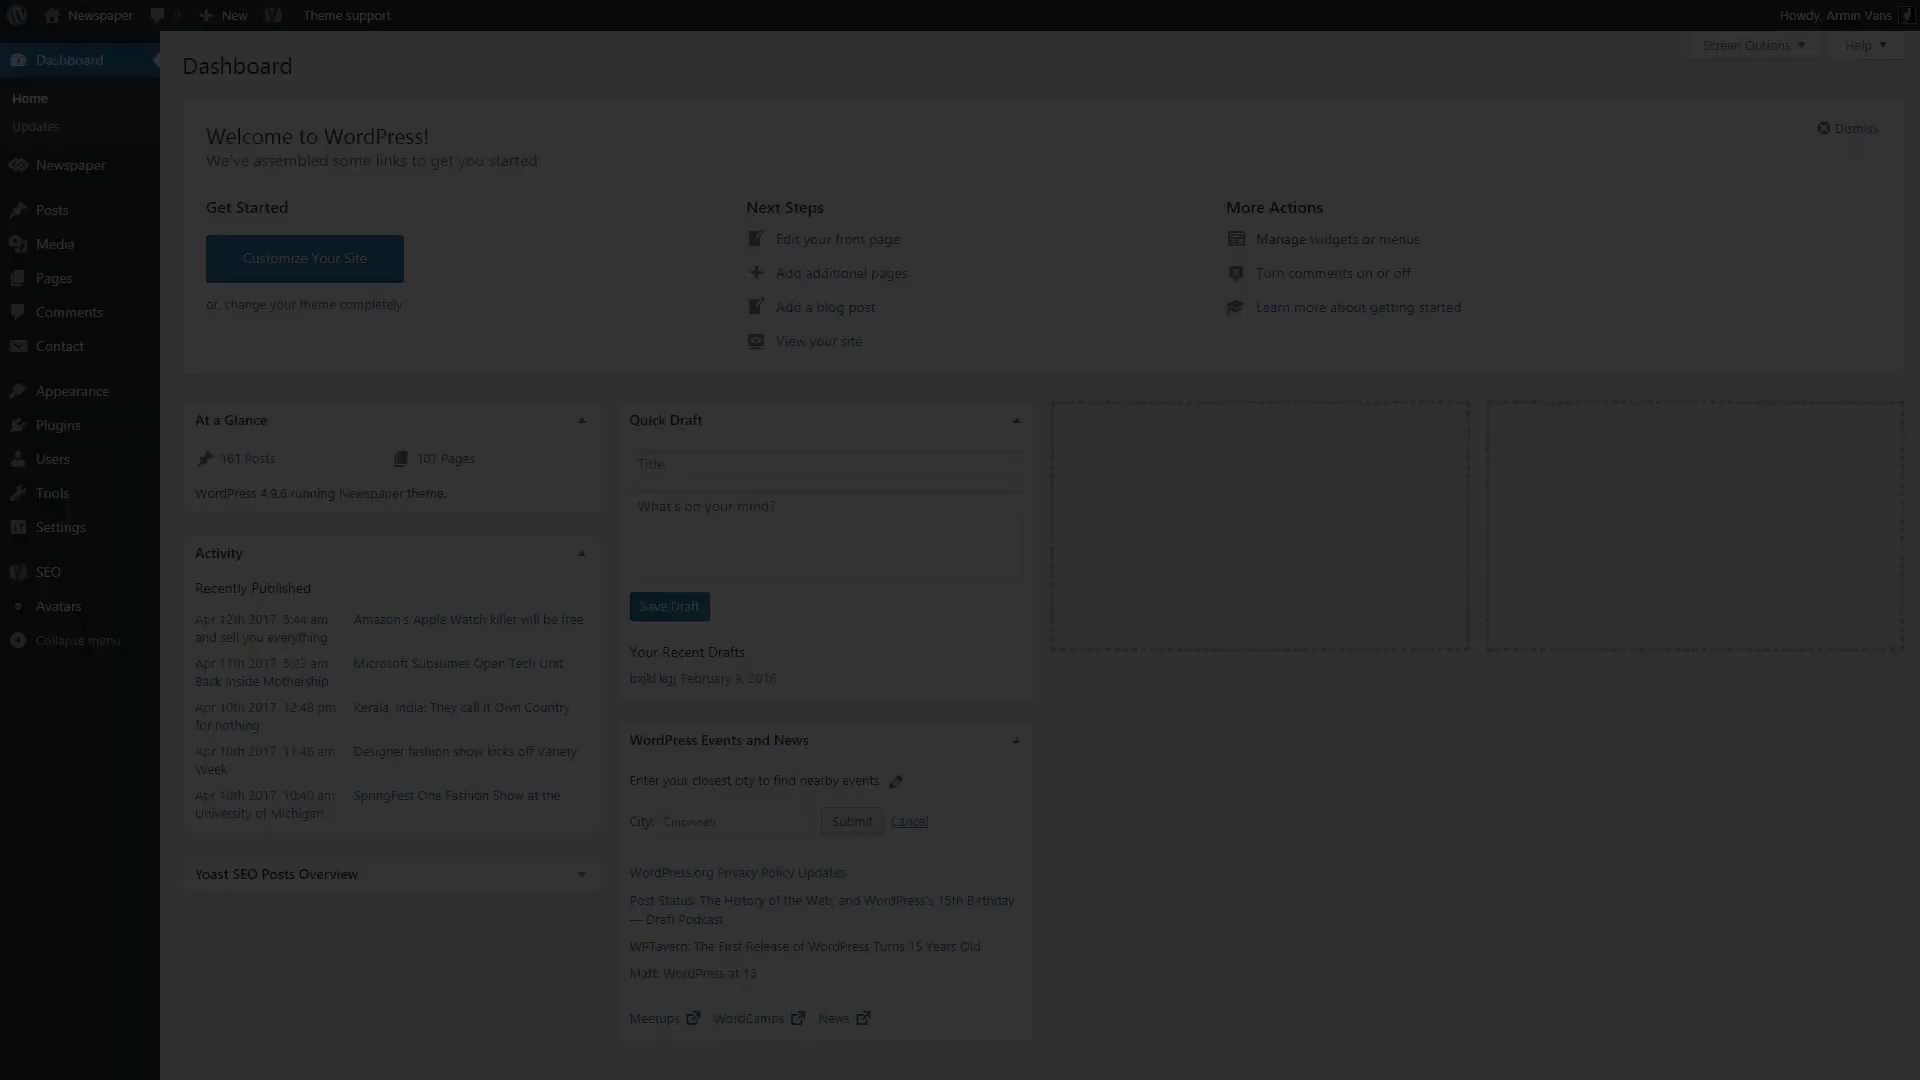 Newspaper 0 New Theme support
Howdy, Armin Vans
Screen Options Help
Dashboard
Home
Updates
Newspaper
Posts
Media
Pages
Comments
Contact
Appearance
Plugins
Users
Tools
Settings
SEO
Avatars
Collapse menu
Dashboard
Welcome to WordPress!
We've assembled some links to get you started:
Dismiss
Get Started
Customize Your Site
or, change your theme completely
Next Steps
Edit your front page
Add additional pages
Add a blog post
View your site
More Actions
Manage widgets or menus
Turn comments on or off
Learn more about getting started
At a Glance
161 Posts 107 Pages
WordPress 4.9.6 running Newspaper theme.
Activity
Recently Published
Apr 12th 2017, 5:44 am Amazon's Apple Watch killer will be free
and sell you everything
Apr 11th 2017, 5:23 am Microsoft Subsumes Open Tech Unit
Back Inside Mothership
Apr 10th 2017, 12:48 pm Kerala, India: They call it Own Country
for nothing
Apr 10th 2017, 11:46 am Designer fashion show kicks off Variety
Week
Apr 10th 2017, 10:40 am SpringFest One Fashion Show at the
University of Michigan
Yoast SEO Posts Overview
Quick Draft
Title
What's on your mind?
Save Draft
Your Recent Drafts
bxjkl kgj February 9, 2016
WordPress Events and News
Enter your closest city to find nearby events
City: Cincinnati Submit Cancel
WordPress.org Privacy Policy Updates
Post Status: The History of the Web, and WordPress's 15th Birthday
— Draft Podcast
WPTavern: The First Release of WordPress Turns 15 Years Old
Matt: WordPress at 15
Meetups WordCamps News